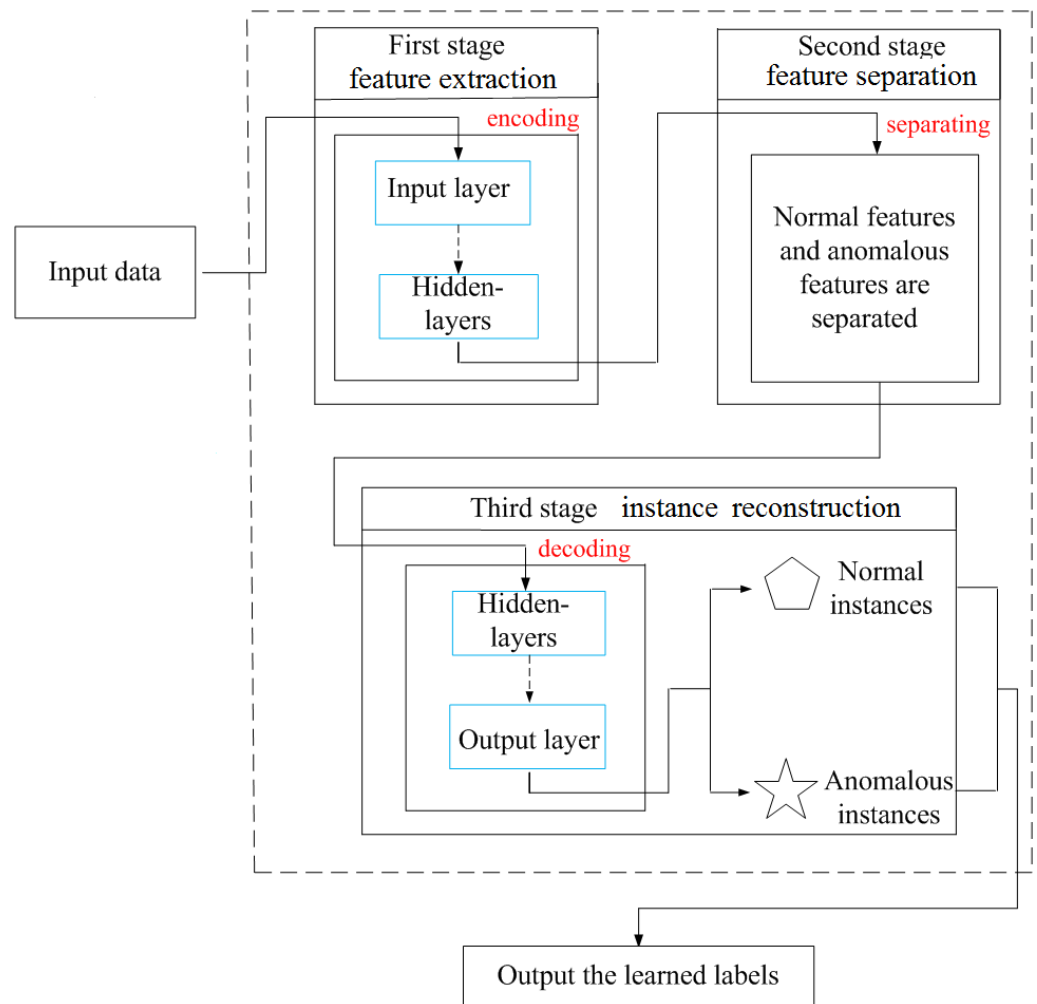 First stage
feature extraction
encoding
Input layer
Hidden-
layers
Second stage
feature separation
separating
Normal features
and anomalous
features are
separated
Input data
Third stage instance reconstruction
decoding
Hidden-
layers
Output layer
Normal
instances
Anomalous
instances
Output the learned labels